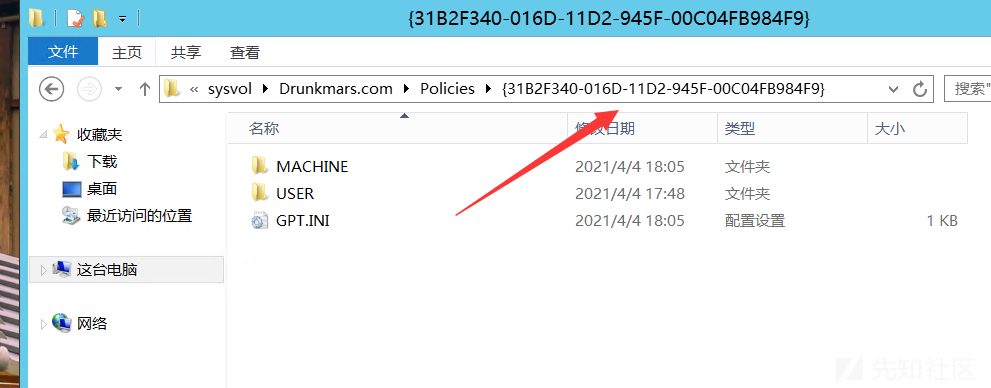 {31B2F340-016D-11D2-945F-00C04FB984F9}
文件 主页 共享 查看
« sysvol Drunkmars.com Policies {31B2F340-016D-11D2-945F-00C04FB984F9} 搜索"
名称 修改日期 类型 大小
收藏夹
下载
桌面
最近访问的位置
这台电脑
网络
MACHINE 2021/4/4 18:05 文件夹
USER 2021/4/4 17:48 文件夹
GPT.INI 2021/4/4 18:05 配置设置 1 KB
先知社区